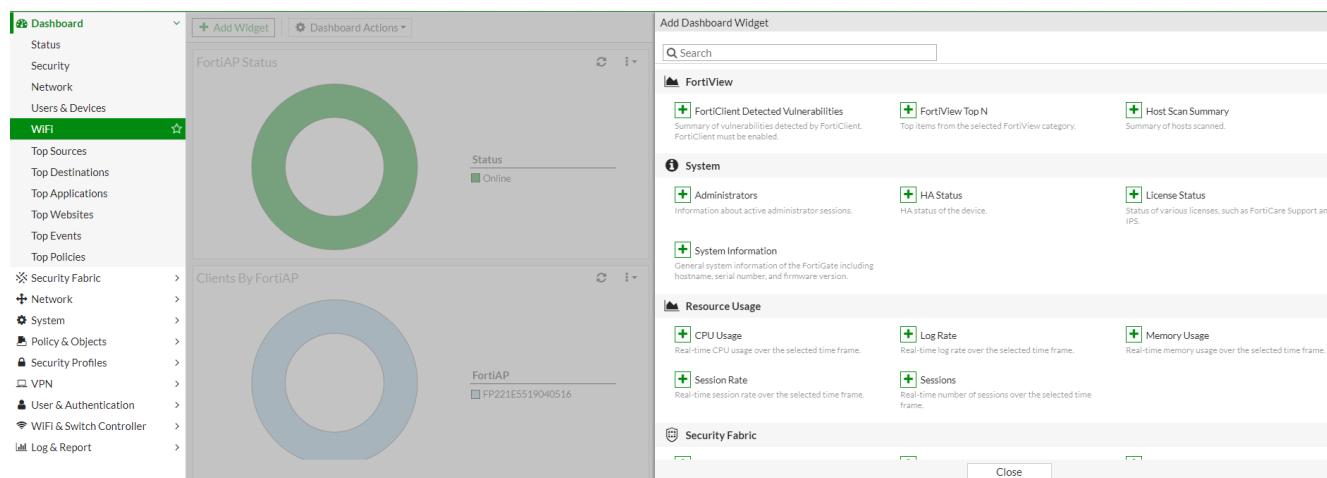 Dashboard
Status
Security
Network
Users & Devices
WiFi
Top Sources
Top Destinations
Top Applications
Top Websites
Top Events
Top Policies
Security Fabric
Network
System
Policy & Objects
Security Profiles
VPN
User & Authentication
WiFi & Switch Controller
Log & Report
Add Widget
Dashboard Actions
FortiAP Status
Status
Online
Clients By FortiAP
FortiAP
FP221E5519040516
Add Dashboard Widget
Search
FortiView
FortiClient Detected Vulnerabilities
Summary of vulnerabilities detected by FortiClient.
FortiClient must be enabled.
FortiView Top N
Top items from the selected FortiView category.
Host Scan Summary
Summary of hosts scanned.
System
Administrators
Information about active administrator sessions.
HA Status
HA status of the device.
License Status
Status of various licenses, such as FortiCare Support an
IPS.
System Information
General system information of the FortiGate including
hostname, serial number, and firmware version.
Resource Usage
CPU Usage
Real-time CPU usage over the selected time frame.
Log Rate
Real-time log rate over the selected time frame.
Memory Usage
Real-time memory usage over the selected time frame.
Session Rate
Real-time session rate over the selected time frame.
Sessions
Real-time number of sessions over the selected time
frame.
Security Fabric
Close